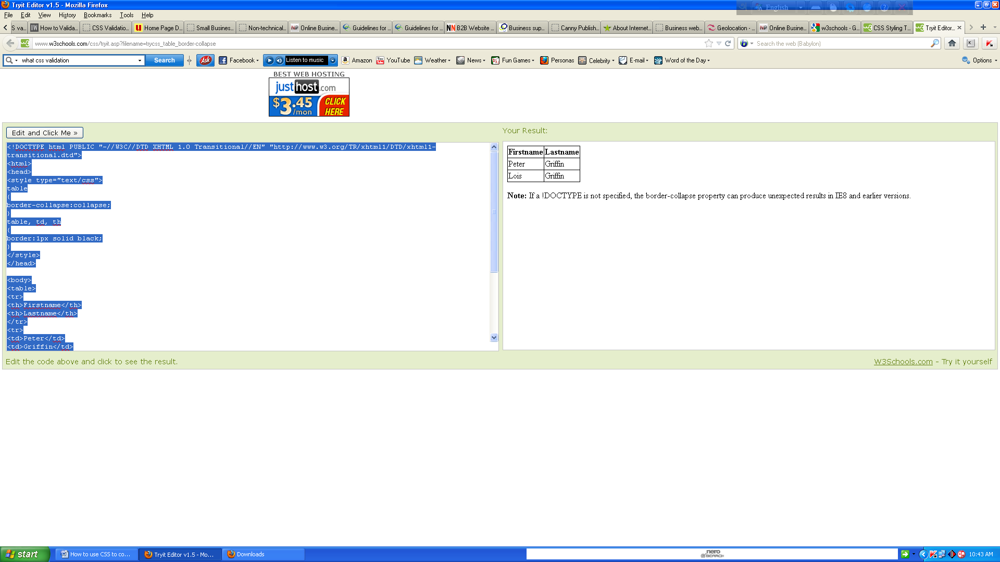 Tryit Editor v1.5 - Mozilla Firefox
English
File Edit View History Bookmarks Tools Help
S va...
How to Valida...
CSS Validatio...
Home Page D...
Small Business...
Non-technical...
Online Busine...
Guidelines for ...
Guidelines for ...
B2B Website ...
Business sup...
Canny Publish...
About Internet...
Business web...
Geolocation - ...
Online Busine...
w3schools - G...
CSS Styling T...
Tryit Editor...
www.w3schools.com/css/tryit.asp?filename=trycss_table_border-collapse
Search the web (Babylon)
what css validation
Search
Ask
Facebook
Listen to music
Amazon
YouTube
Weather
News
Fun Games
Personas
Celebrity
E-mail
Word of the Day
Options
BEST WEB HOSTING
justhost.com
$3.45
/mon
CLICK
HERE
Edit and Click Me »
Your Result:
<!DOCTYPE html PUBLIC "-//W3C//DTD XHTML 1.0 Transitional//EN" "http://www.w3.org/TR/xhtml1/DTD/xhtml1-
transitional.dtd">
<html>
<head>
<style type="text/css">
table
{
border-collapse:collapse;
}
table, td, th
{
border:1px solid black;
}
</style>
</head>
<body>
<table>
<tr>
<th>Firstname</th>
<th>Lastname</th>
</tr>
<tr>
<td>Peter</td>
<td>Griffin</td>
Firstname Lastname
Peter Griffin
Lois Griffin
Note: If a !DOCTYPE is not specified, the border-collapse property can produce unexpected results in IE8 and earlier versions.
Edit the code above and click to see the result.
W3Schools.com - Try it yourself
start
How to use CSS to co...
Tryit Editor v1.5 - Mo...
Downloads
nero
SEARCH
10:43 AM